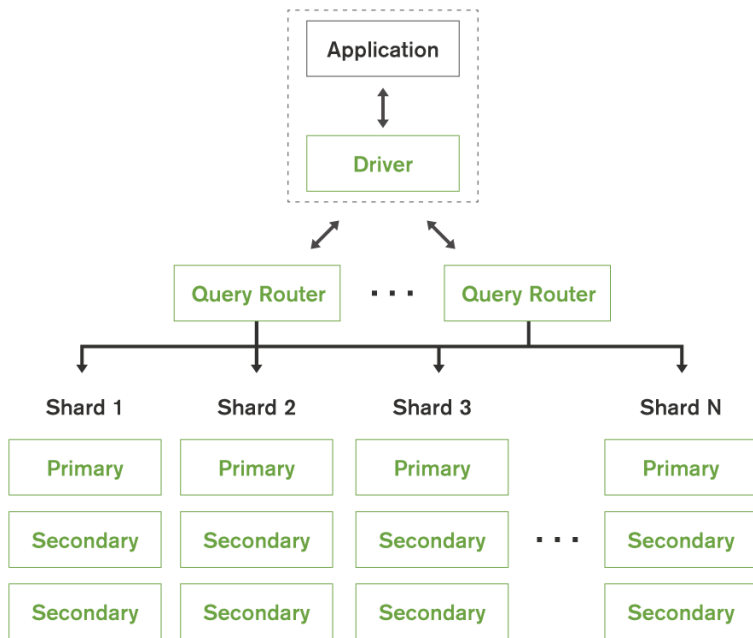 Application
Driver
Query Router ... Query Router
Shard 1 Shard 2 Shard 3 Shard N
Primary Primary Primary Primary
Secondary Secondary Secondary ... Secondary
Secondary Secondary Secondary Secondary